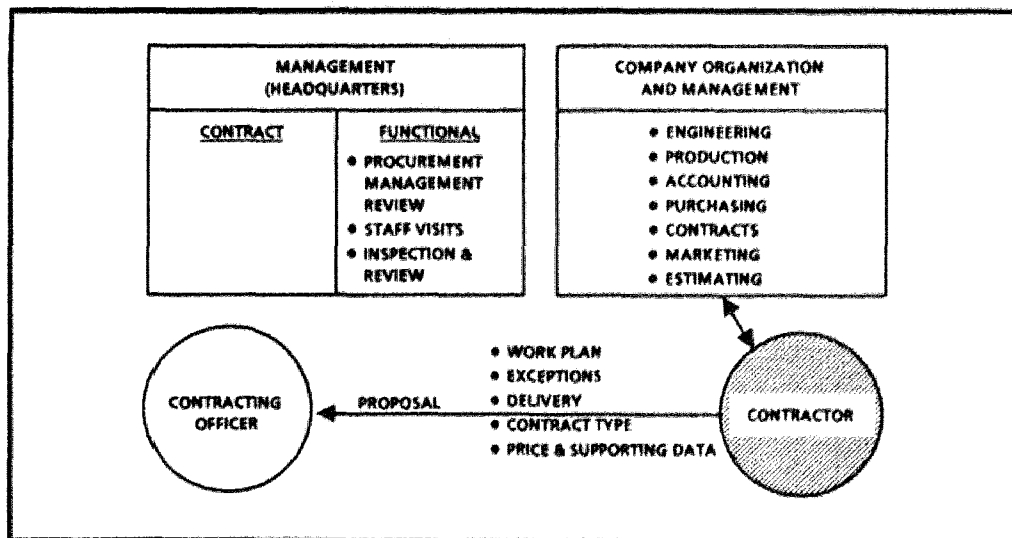 MANAGEMENT
(HEADQUARTERS)
CONTRACT
FUNCTIONAL
● PROCUREMENT
MANAGEMENT
REVIEW
● STAFF VISITS
● INSPECTION &
REVIEW
COMPANY ORGANIZATION
AND MANAGEMENT
● ENGINEERING
● PRODUCTION
● ACCOUNTING
● PURCHASING
● CONTRACTS
● MARKETING
● ESTIMATING
CONTRACTING
OFFICER
PROPOSAL
● WORK PLAN
● EXCEPTIONS
● DELIVERY
● CONTRACT TYPE
● PRICE & SUPPORTING DATA
CONTRACTOR